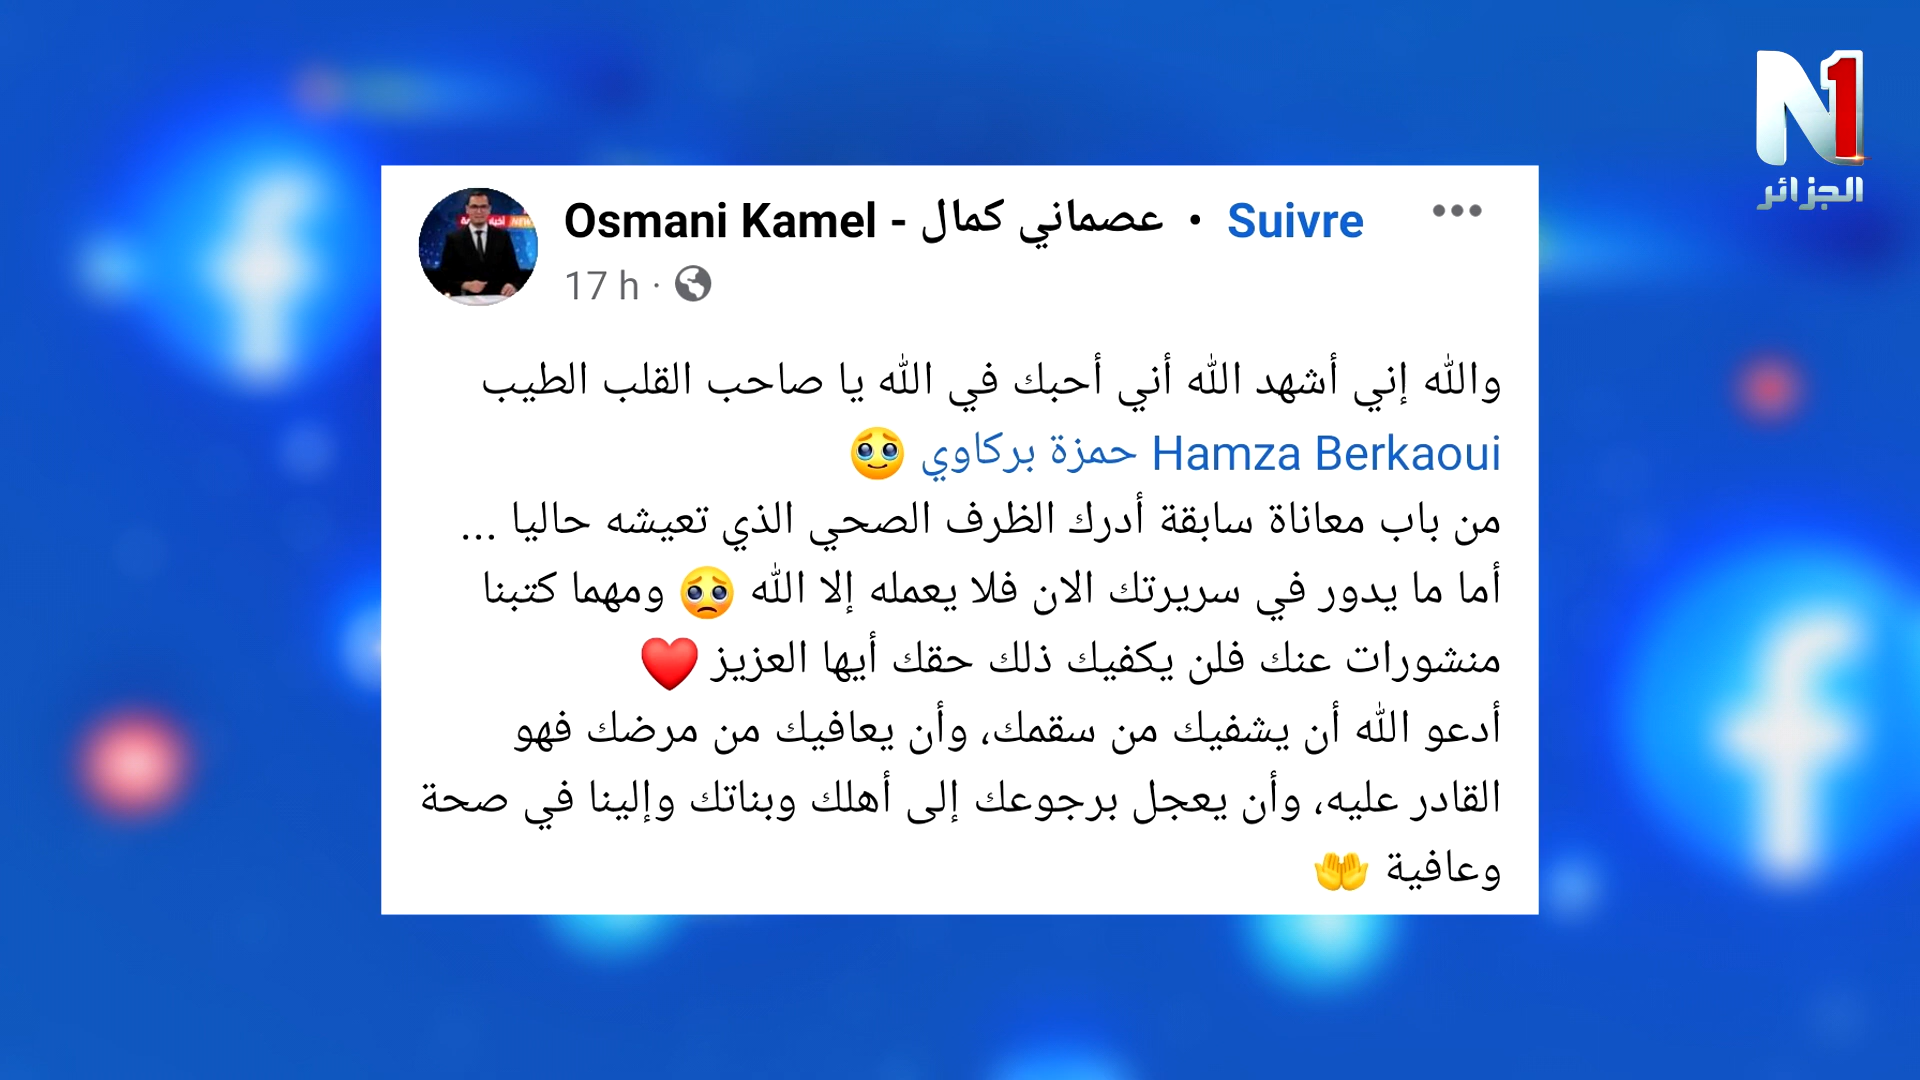 N1
الجزائر
Osmani Kamel - عصماني كمال • Suivre
17 h ·
والله إني أشهد الله أني أحبك في الله يا صاحب القلب الطيب
Hamza Berkaoui حمزة بركاوي 🥹
من باب معاناة سابقة أدرك الظرف الصحي الذي تعيشه حاليا ...
أما ما يدور في سريرتك الان فلا يعمله إلا الله 🥺 ومهما كتبنا
منشورات عنك فلن يكفيك ذلك حقك أيها العزيز ❤️
أدعو الله أن يشفيك من سقمك، وأن يعافيك من مرضك فهو
القادر عليه، وأن يعجل برجوعك إلى أهلك وبناتك وإلينا في صحة
وعافية 🤲